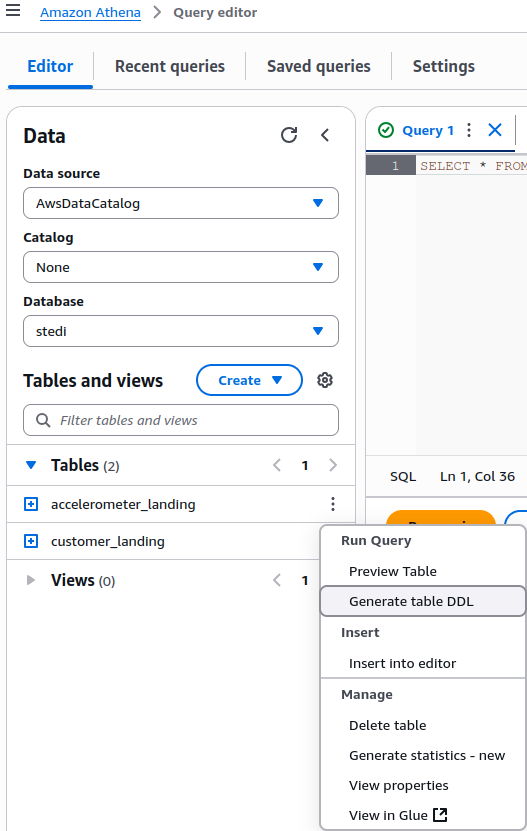 Amazon Athena > Query editor
Editor
Recent queries
Saved queries
Settings
Data
Data source
AwsDataCatalog
Catalog
None
Database
stedi
Tables and views
Create
Filter tables and views
Tables (2)
1
accelerometer_landing
customer_landing
Views (0)
1
Query 1
1 SELECT * FROM
SQL
Ln 1, Col 36
Run Query
Preview Table
Generate table DDL
Insert
Insert into editor
Manage
Delete table
Generate statistics - new
View properties
View in Glue